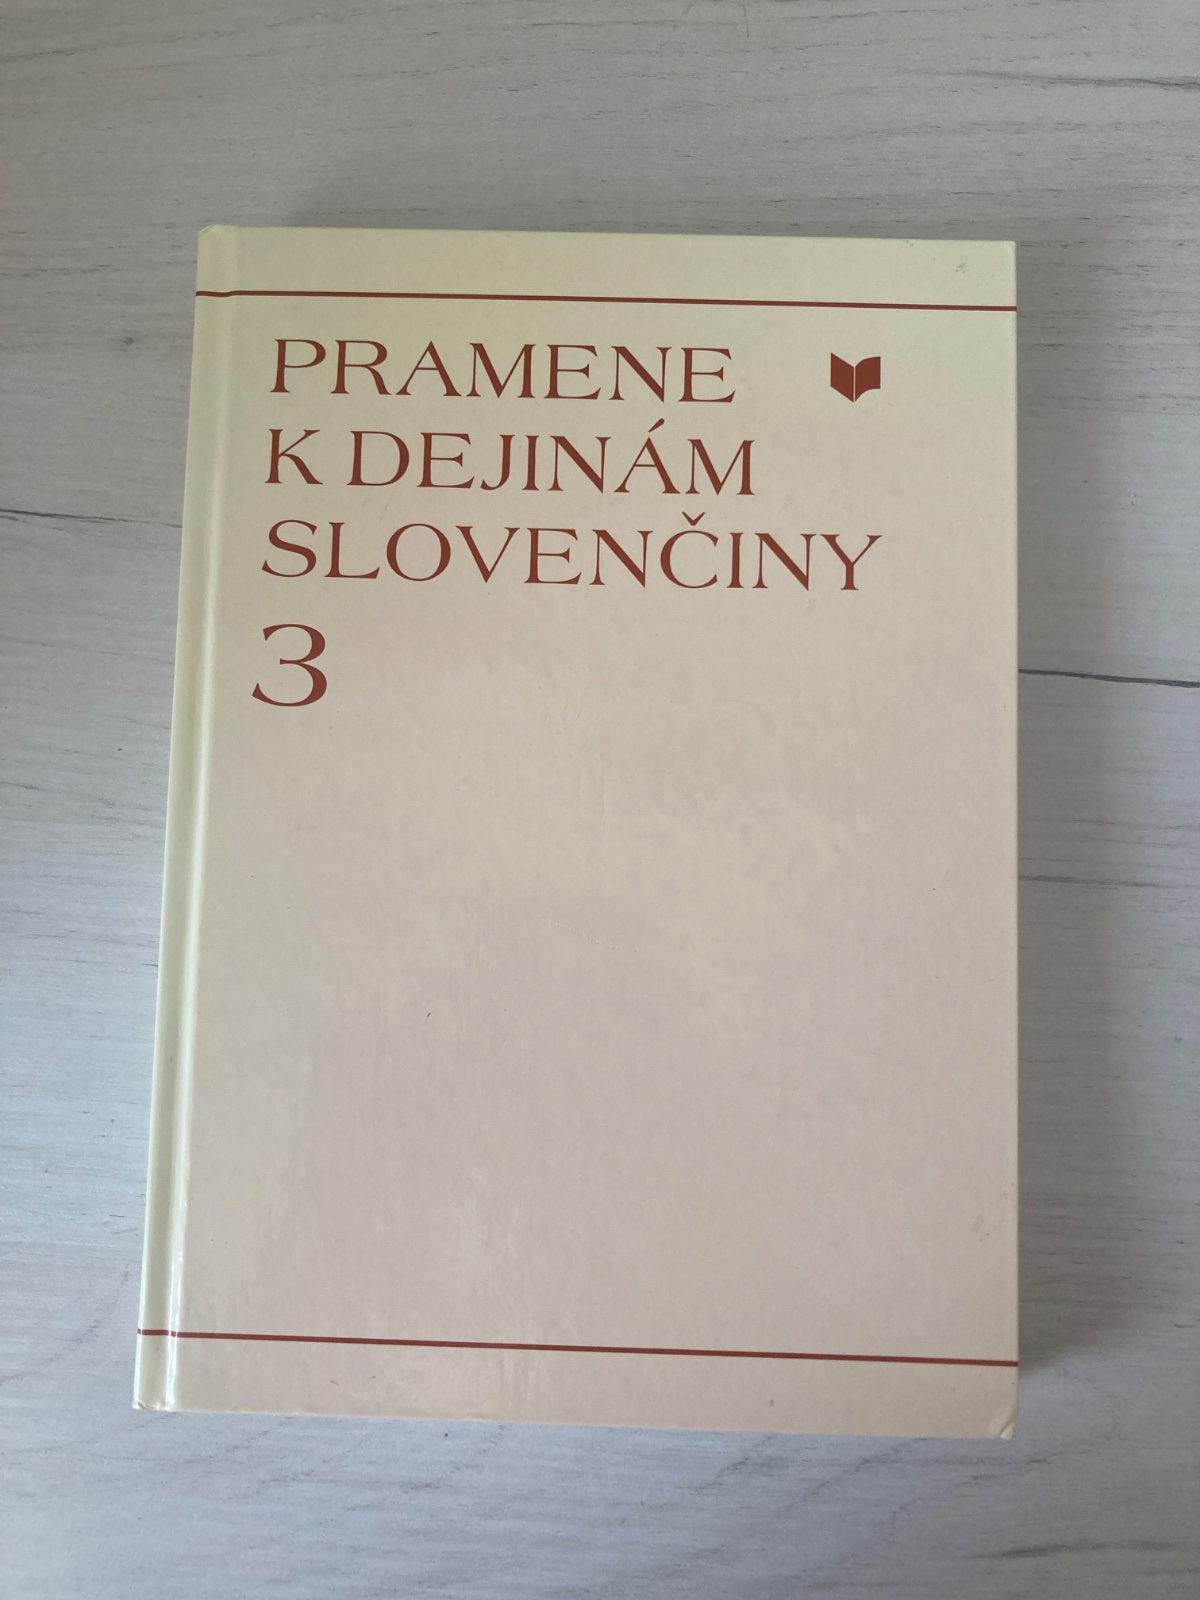 PRAMENE
K DEJINÁM
SLOVENČINY
3